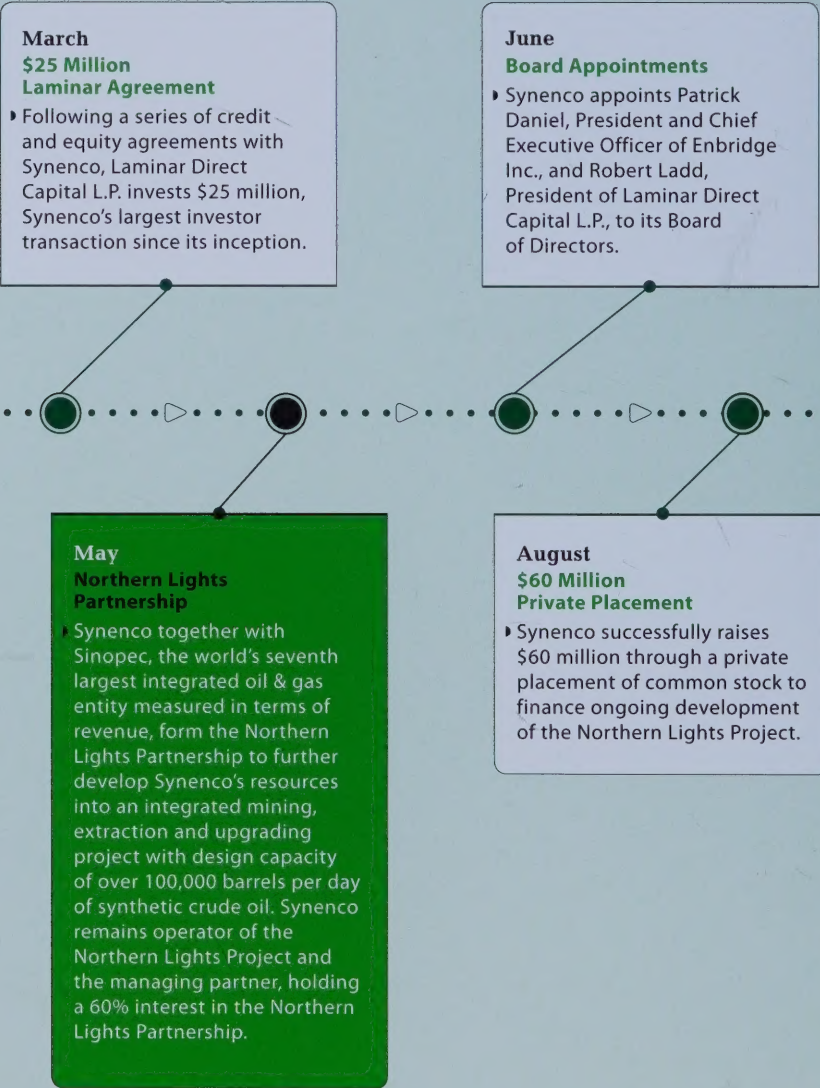 March
$25 Million
Laminar Agreement
Following a series of credit
and equity agreements with
Synenco, Laminar Direct
Capital L.P. invests $25 million,
Synenco's largest investor
transaction since its inception.
May
Northern Lights
Partnership
Synenco together with
Sinopec, the world's seventh
largest integrated oil & gas
entity measured in terms of
revenue, form the Northern
Lights Partnership to further
develop Synenco's resources
into an integrated mining,
extraction and upgrading
project with design capacity
of over 100,000 barrels per day
of synthetic crude oil. Synenco
remains operator of the
Northern Lights Project and
the managing partner, holding
a 60% interest in the Northern
Lights Partnership.
June
Board Appointments
Synenco appoints Patrick
Daniel, President and Chief
Executive Officer of Enbridge
Inc., and Robert Ladd,
President of Laminar Direct
Capital L.P., to its Board
of Directors.
August
$60 Million
Private Placement
Synenco successfully raises
$60 million through a private
placement of common stock to
finance ongoing development
of the Northern Lights Project.